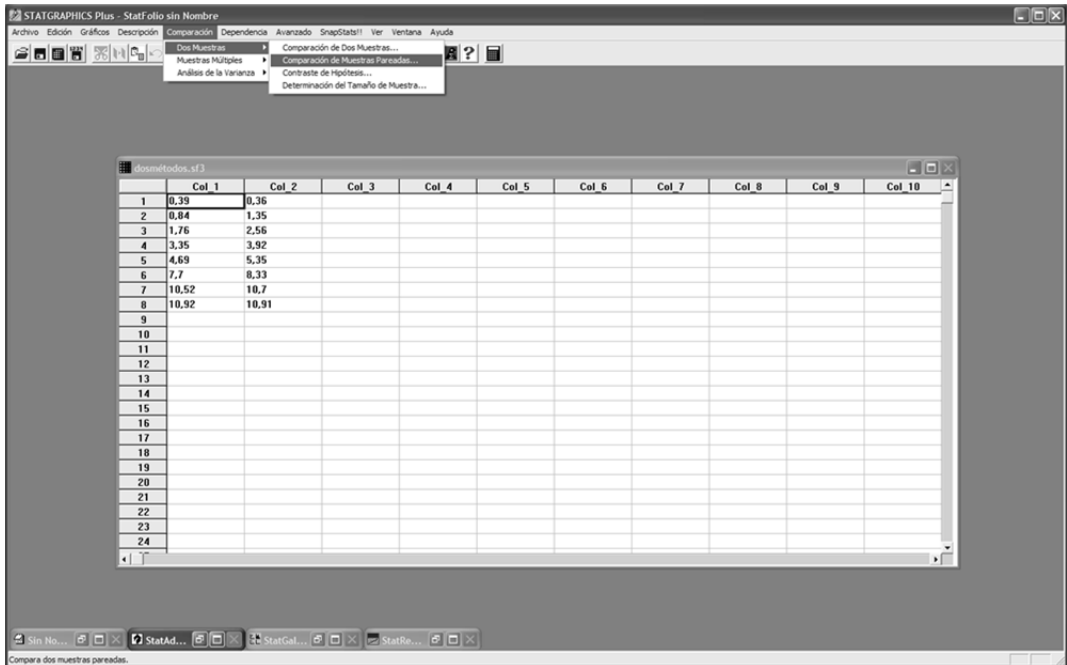 STATGRAPHICS Plus - StatFolio sin Nombre
Archivo Edición Gráficos Descripción Comparación Dependencia Avanzado SnapStats!! Ver Ventana Ayuda
Dos Muestras
Muestras Múltiples
Análisis de la Varianza
Comparación de Dos Muestras...
Comparación de Muestras Pareadas...
Contraste de Hipótesis...
Determinación del Tamaño de Muestra...
dosmétodos.sf3
Col_1 Col_2 Col_3 Col_4 Col_5 Col_6 Col_7 Col_8 Col_9 Col_10
1 0,39 0,36
2 0,84 1,35
3 1,76 2,56
4 3,35 3,92
5 4,69 5,35
6 7,7 8,33
7 10,52 10,7
8 10,92 10,91
9
10
11
12
13
14
15
16
17
18
19
20
21
22
23
24
Sin No... StatAd... StatGal... StatRe...
Compara dos muestras pareadas.